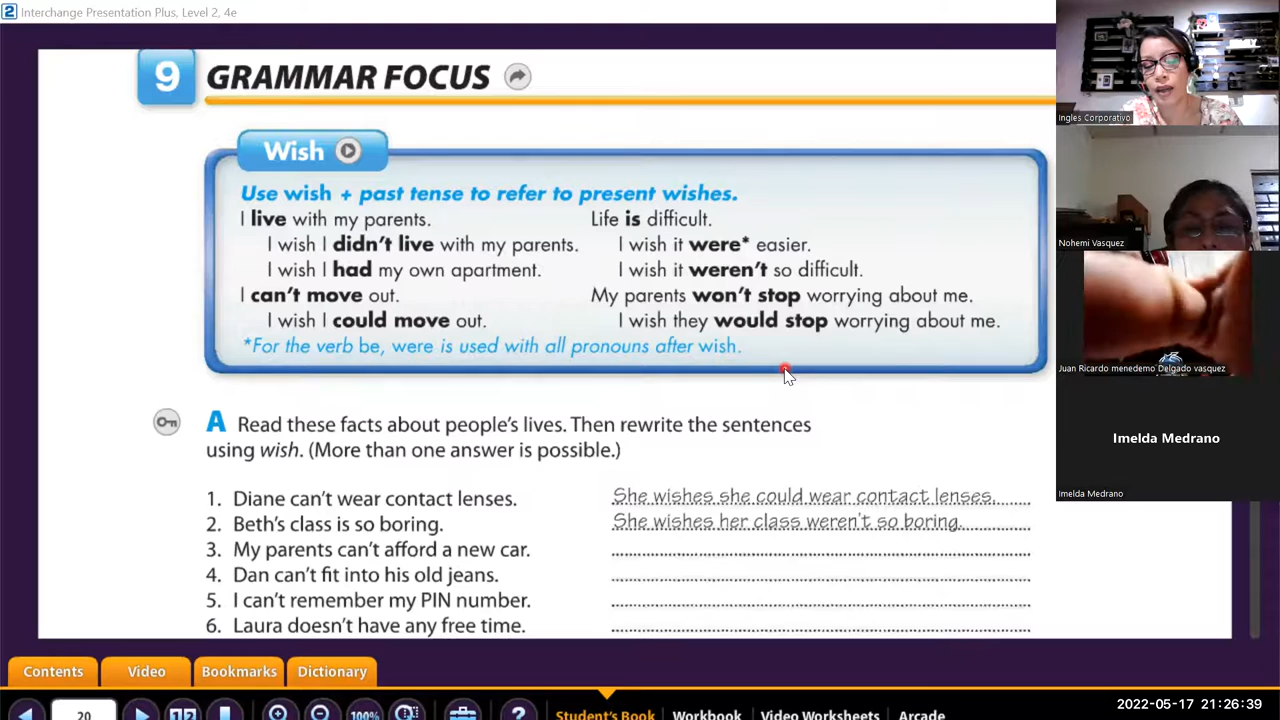 2 Interchange Presentation Plus, Level 2, 4e
9 GRAMMAR FOCUS
Wish
Use wish + past tense to refer to present wishes.
I live with my parents.
I wish I didn't live with my parents.
I wish I had my own apartment.
I can't move out.
I wish I could move out.
Life is difficult.
I wish it were* easier.
I wish it weren't so difficult.
My parents won't stop worrying about me.
I wish they would stop worrying about me.
*For the verb be, were is used with all pronouns after wish.
A Read these facts about people's lives. Then rewrite the sentences
using wish. (More than one answer is possible.)
1. Diane can't wear contact lenses. She wishes she could wear contact lenses.
2. Beth's class is so boring. She wishes her class weren't so boring.
3. My parents can't afford a new car.
4. Dan can't fit into his old jeans.
5. I can't remember my PIN number.
6. Laura doesn't have any free time.
Ingles Corporativo
Nohemi Vasquez
Juan Ricardo menedemo Delgado vasquez
Imelda Medrano
Imelda Medrano
Contents Video Bookmarks Dictionary
20 1 2 100% ? Student's Book Workbook Video Worksheets Arcade
2022-05-17 21:26:39